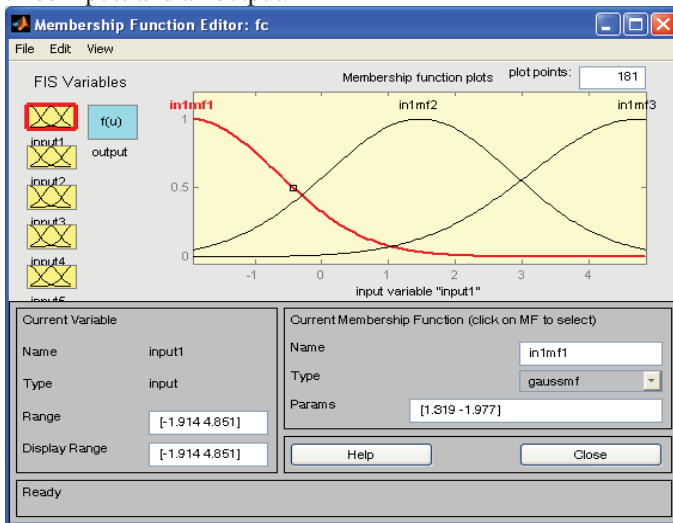 Membership Function Editor: fc
File Edit View
FIS Variables
Membership function plots plot points: 181
f(u)
input1
output
input2
input3
input4
in1mf1 in1mf2 in1mf3
1
0.5
0
-1 0 1 2 3 4
input variable "input1"
Current Variable
Name input1
Type input
Range [-1.914 4.851]
Display Range [-1.914 4.851]
Current Membership Function (click on MF to select)
Name in1mf1
Type gaussmf
Params [1.319 -1.977]
Help Close
Ready